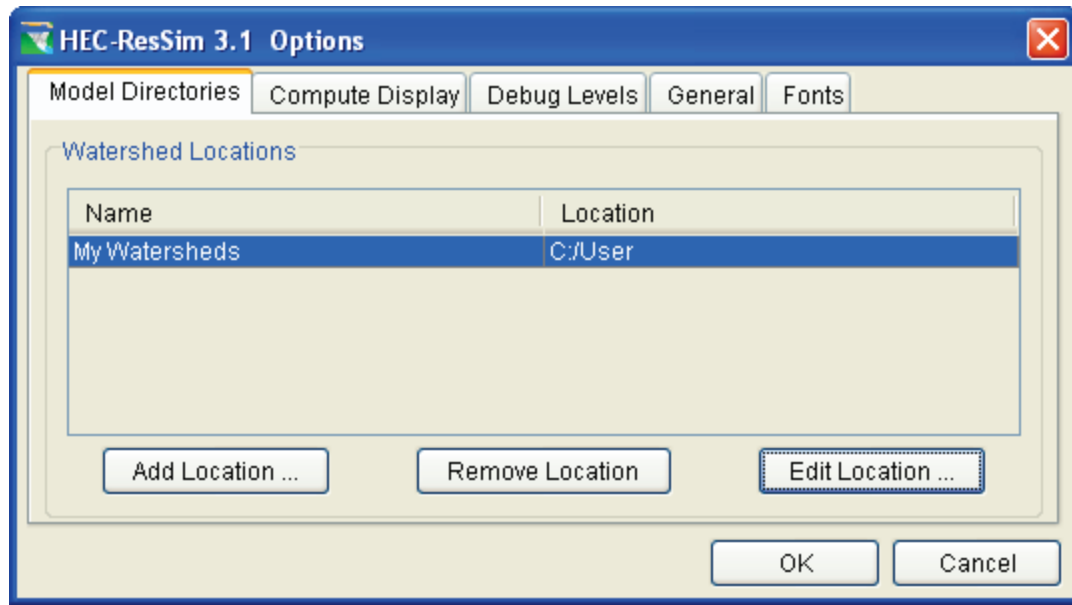 HEC-ResSim 3.1 Options
Model Directories Compute Display Debug Levels General Fonts
Watershed Locations
Name Location
My Watersheds C:/User
Add Location ... Remove Location Edit Location ...
OK Cancel